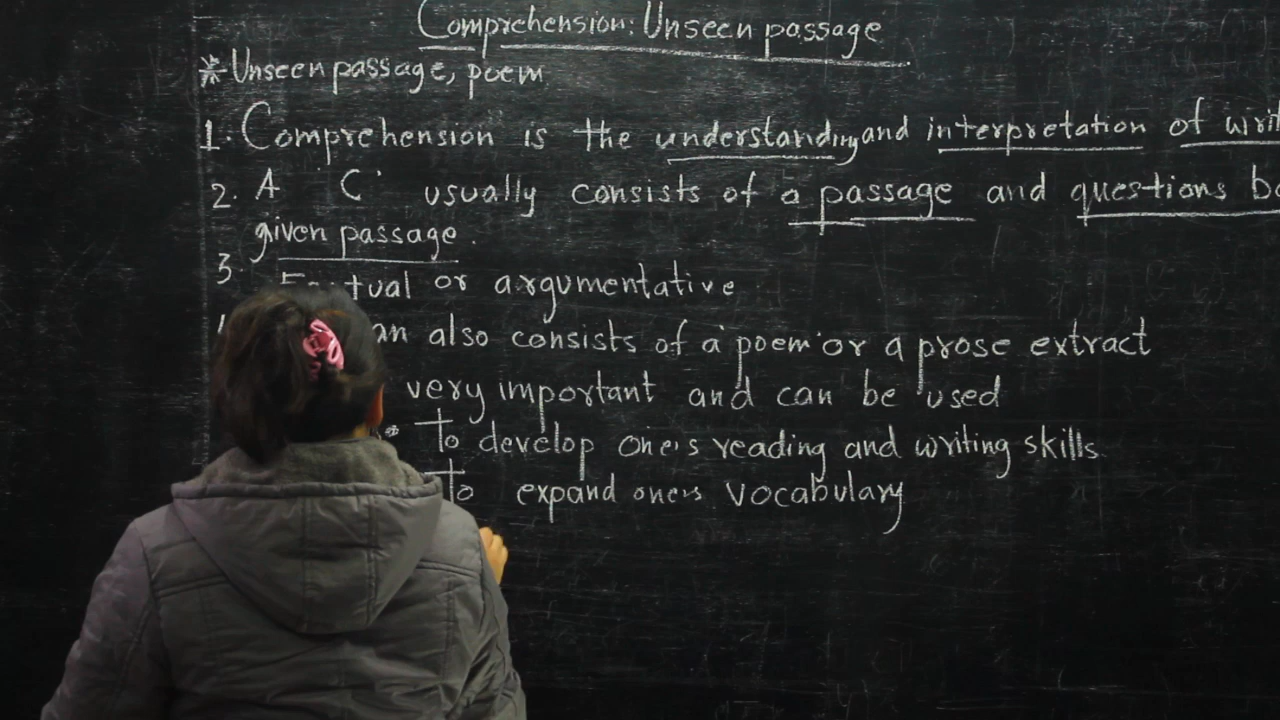 Comprehension: Unseen passage
* Unseen passage, poem
1. Comprehension is the understanding and interpretation of
2. A 'C' usually consists of a passage and questions
given passage.
3. or argumentative
also consists of a 'poem' or a prose extract
very important and can be used
* To develop one's reading and writing skills.
To expand one's vocabulary